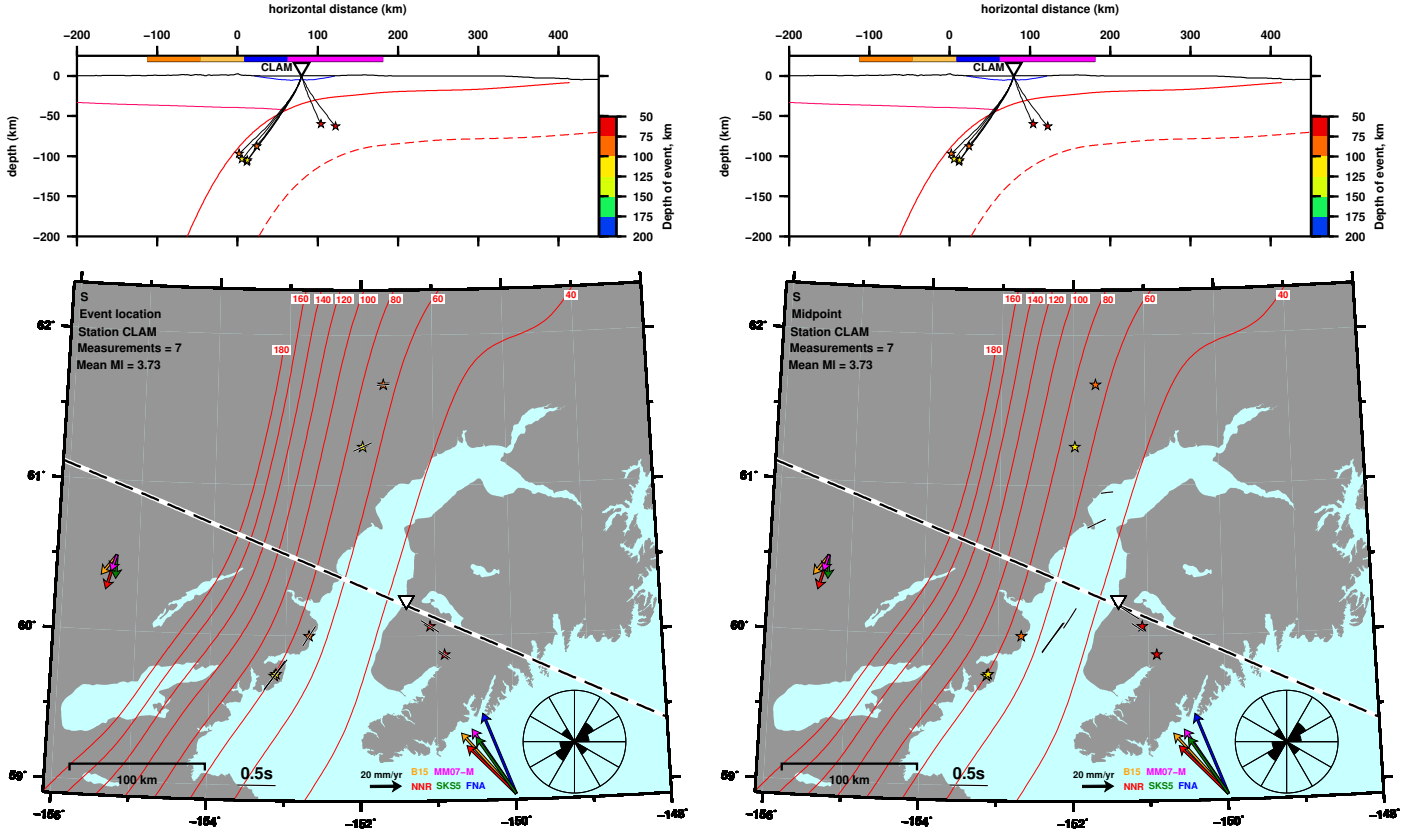 horizontal distance (km)
−200 −100 0 100 200 300 400
CLAM
0
−50
−100
−150
−200
depth (km)
50
75
100
125
150
175
200
Depth of event, km
S
Event location
Station CLAM
Measurements = 7
Mean MI = 3.73
160 140 120 100 80 60 40
180
62°
61°
60°
59°
100 km
0.5s
20 mm/yr
B15 MM07−M
NNR SKS5 FNA
−156° −154° −152° −150° −148°
horizontal distance (km)
−200 −100 0 100 200 300 400
CLAM
0
−50
−100
−150
−200
depth (km)
50
75
100
125
150
175
200
Depth of event, km
S
Midpoint
Station CLAM
Measurements = 7
Mean MI = 3.73
160 140 120 100 80 60 40
180
62°
61°
60°
59°
100 km
0.5s
20 mm/yr
B15 MM07−M
NNR SKS5 FNA
−156° −154° −152° −150° −148°